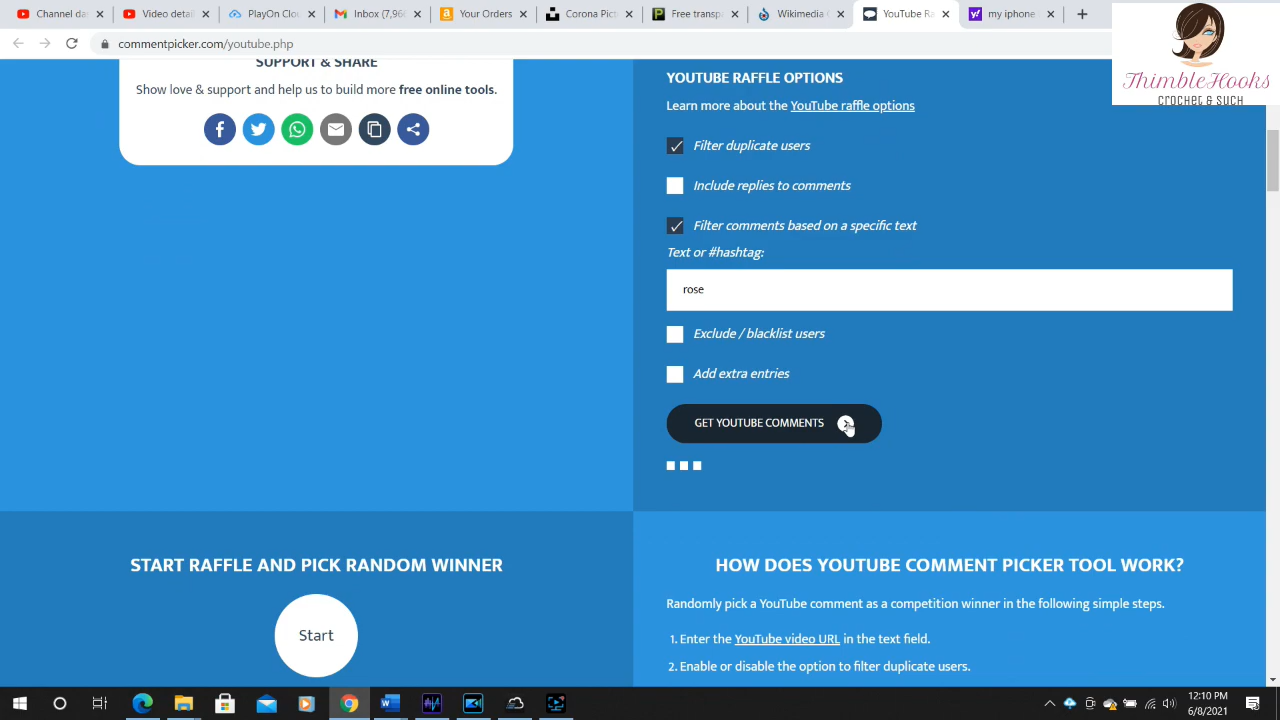 Channel da
Video detai
PlayOn Clou
Inbox (7,3
Your Orders
Corona Pict
Free transp
Wikimedia
YouTube Ra
my iphone
commentpicker.com/youtube.php
ThimbleHooks
CROCHET & SUCH
SUPPORT & SHARE
Show love & support and help us to build more free online tools.
YOUTUBE RAFFLE OPTIONS
Learn more about the YouTube raffle options
Filter duplicate users
Include replies to comments
Filter comments based on a specific text
Text or #hashtag:
rose
Exclude / blacklist users
Add extra entries
GET YOUTUBE COMMENTS
START RAFFLE AND PICK RANDOM WINNER
Start
HOW DOES YOUTUBE COMMENT PICKER TOOL WORK?
Randomly pick a YouTube comment as a competition winner in the following simple steps.
1. Enter the YouTube video URL in the text field.
2. Enable or disable the option to filter duplicate users.
12:10 PM
6/8/2021